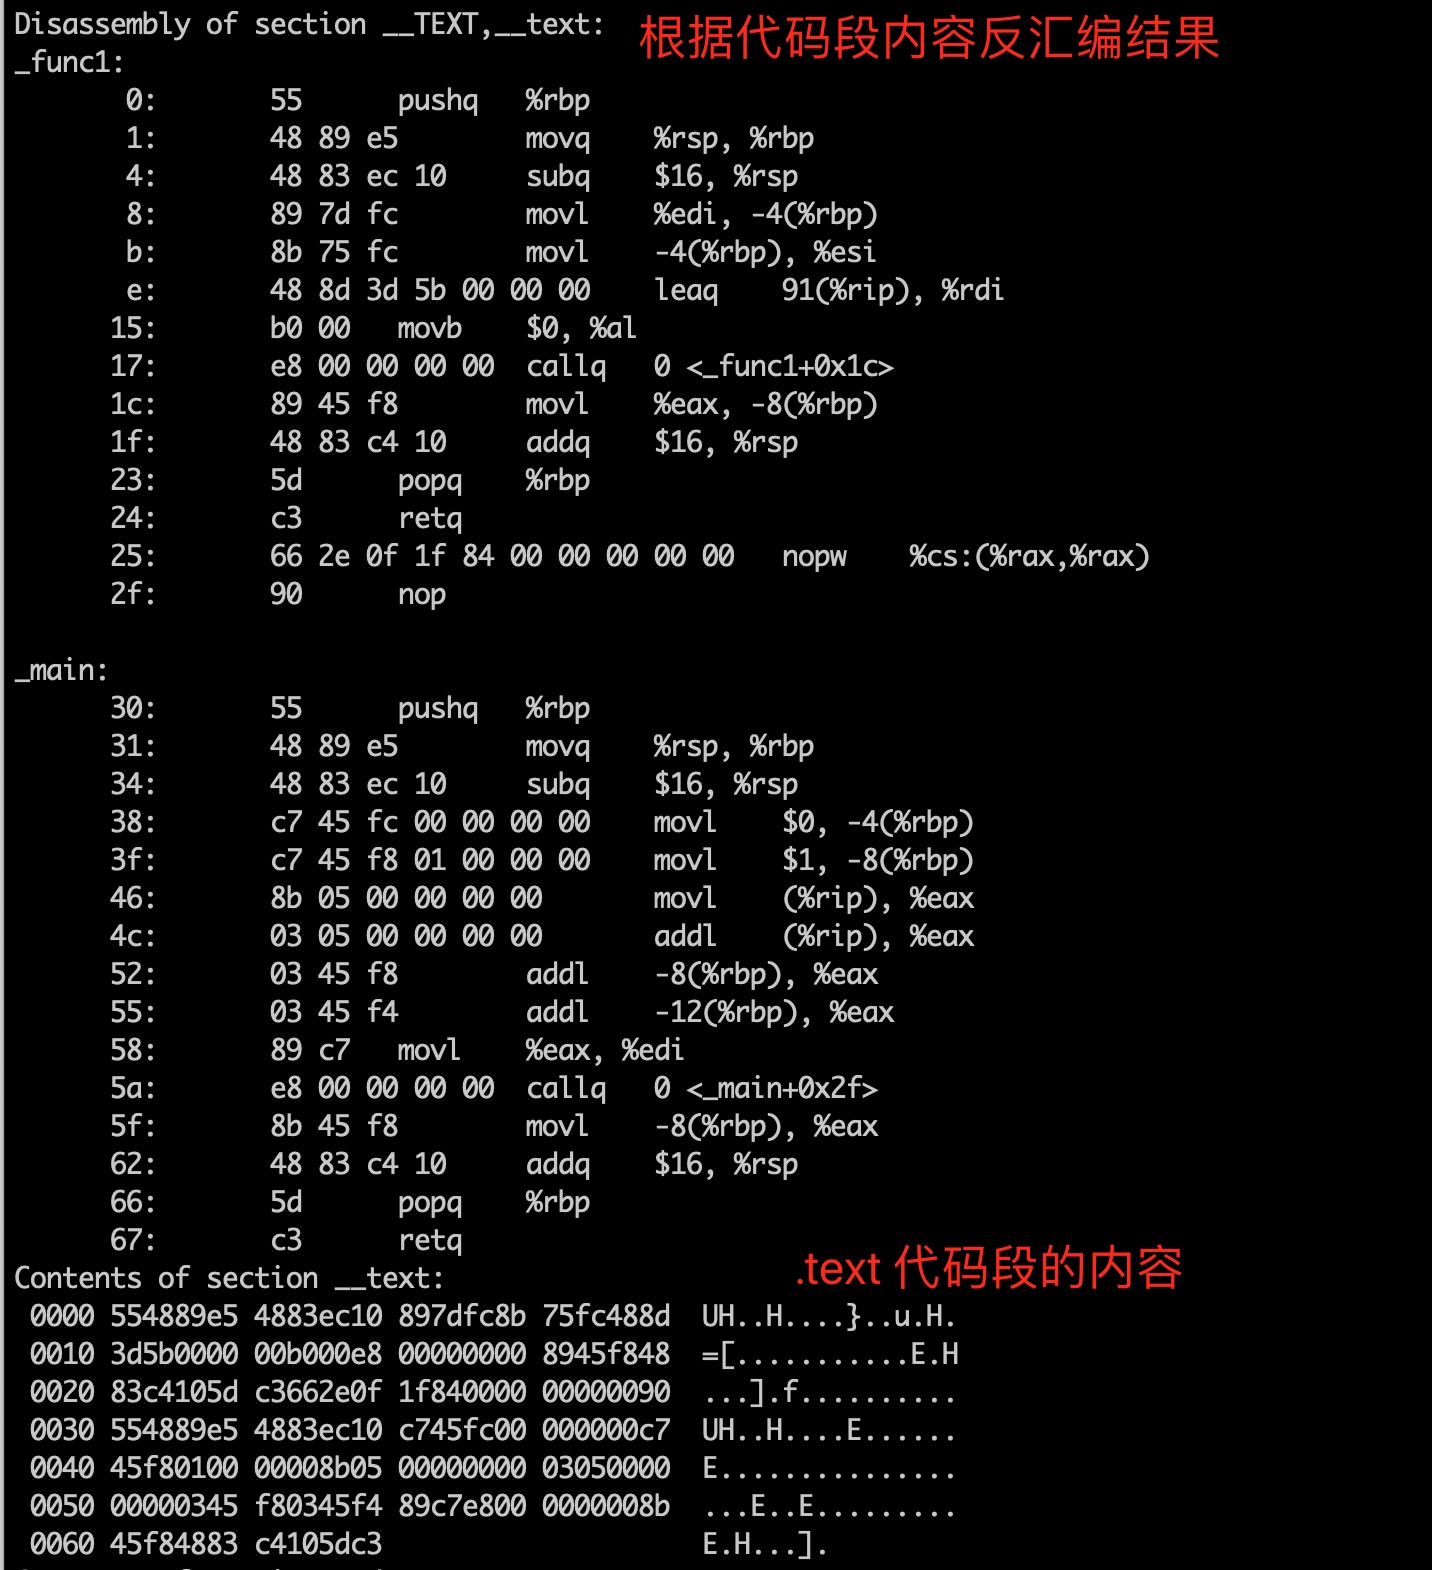 Disassembly of section __TEXT,__text: 根据代码段内容反汇编结果
_func1:
0: 55 pushq %rbp
1: 48 89 e5 movq %rsp, %rbp
4: 48 83 ec 10 subq $16, %rsp
8: 89 7d fc movl %edi, -4(%rbp)
b: 8b 75 fc movl -4(%rbp), %esi
e: 48 8d 3d 5b 00 00 00 leaq 91(%rip), %rdi
15: b0 00 movb $0, %al
17: e8 00 00 00 00 callq 0 <_func1+0x1c>
1c: 89 45 f8 movl %eax, -8(%rbp)
1f: 48 83 c4 10 addq $16, %rsp
23: 5d popq %rbp
24: c3 retq
25: 66 2e 0f 1f 84 00 00 00 00 00 nopw %cs:(%rax,%rax)
2f: 90 nop
_main:
30: 55 pushq %rbp
31: 48 89 e5 movq %rsp, %rbp
34: 48 83 ec 10 subq $16, %rsp
38: c7 45 fc 00 00 00 00 movl $0, -4(%rbp)
3f: c7 45 f8 01 00 00 00 movl $1, -8(%rbp)
46: 8b 05 00 00 00 00 movl (%rip), %eax
4c: 03 05 00 00 00 00 addl (%rip), %eax
52: 03 45 f8 addl -8(%rbp), %eax
55: 03 45 f4 addl -12(%rbp), %eax
58: 89 c7 movl %eax, %edi
5a: e8 00 00 00 00 callq 0 <_main+0x2f>
5f: 8b 45 f8 movl -8(%rbp), %eax
62: 48 83 c4 10 addq $16, %rsp
66: 5d popq %rbp
67: c3 retq
Contents of section __text: .text 代码段的内容
0000 554889e5 4883ec10 897dfc8b 75fc488d UH..H....}..u.H.
0010 3d5b0000 00b000e8 00000000 8945f848 =[...........E.H
0020 83c4105d c3662e0f 1f840000 00000090 ...].f..........
0030 554889e5 4883ec10 c745fc00 000000c7 UH..H....E......
0040 45f80100 00008b05 00000000 03050000 E...............
0050 00000345 f80345f4 89c7e800 0000008b ...E..E.........
0060 45f84883 c4105dc3 E.H...].